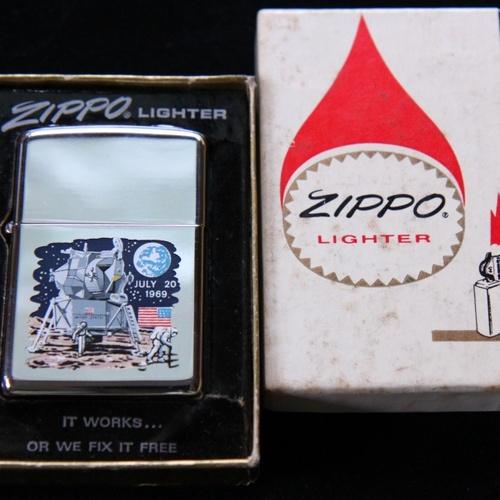 ZIPPO® LIGHTER
JULY 20
1969
IT WORKS...
OR WE FIX IT FREE
ZIPPO®
LIGHTER